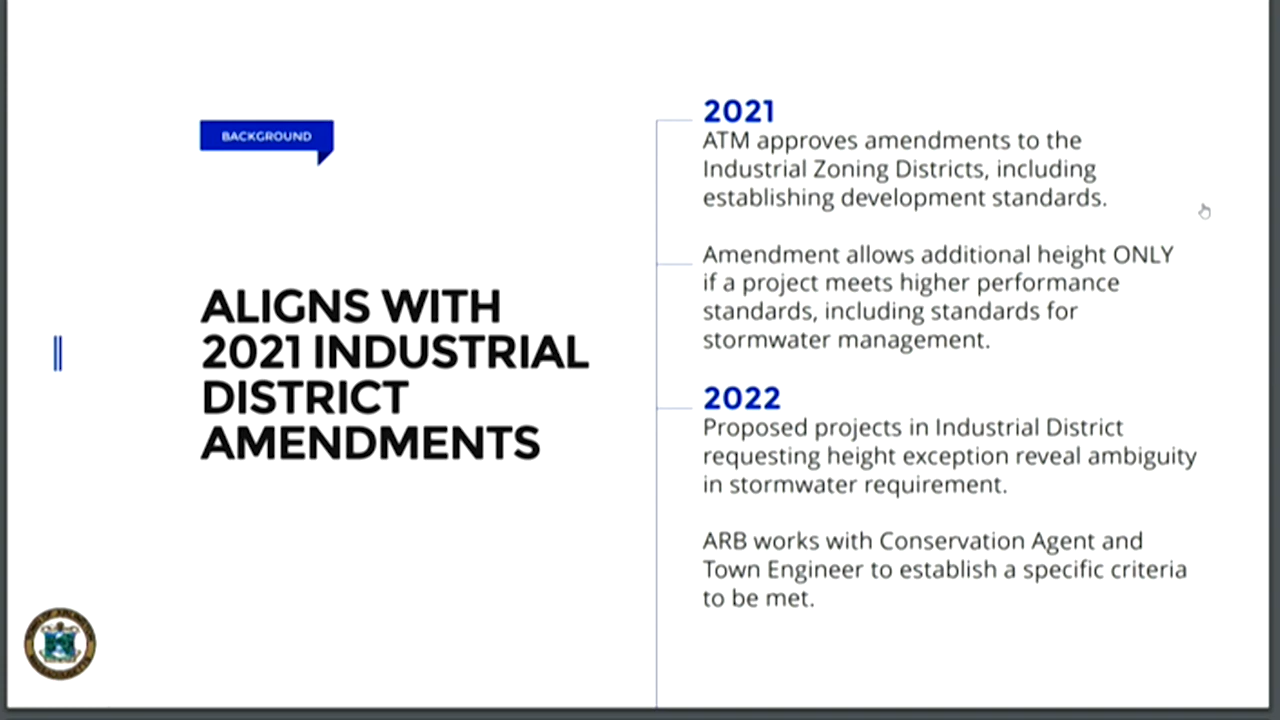 BACKGROUND
ALIGNS WITH
2021 INDUSTRIAL
DISTRICT
AMENDMENTS
2021
ATM approves amendments to the
Industrial Zoning Districts, including
establishing development standards.
Amendment allows additional height ONLY
if a project meets higher performance
standards, including standards for
stormwater management.
2022
Proposed projects in Industrial District
requesting height exception reveal ambiguity
in stormwater requirement.
ARB works with Conservation Agent and
Town Engineer to establish a specific criteria
to be met.